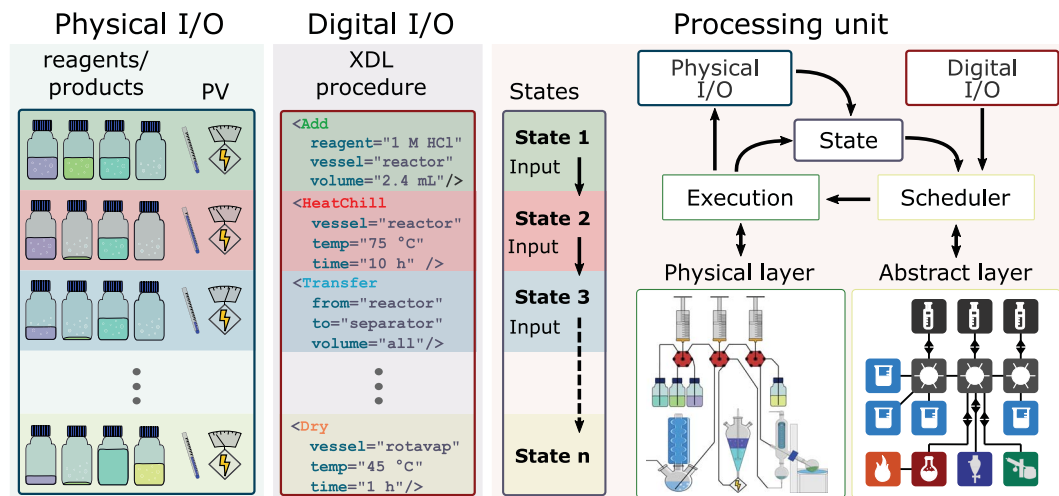 Physical I/O
reagents/
products
PV
Digital I/O
XDL
procedure
<Add
reagent="1 M HCl"
vessel="reactor"
volume="2.4 mL"/>
<HeatChill
vessel="reactor"
temp="75 °C"
time="10 h" />
<Transfer
from="reactor"
to="separator"
volume="all"/>
<Dry
vessel="rotavap"
temp="45 °C"
time="1 h"/>
Processing unit
States
State 1
Input
State 2
Input
State 3
Input
State n
Physical
I/O
Digital
I/O
State
Execution
Scheduler
Physical layer
Abstract layer